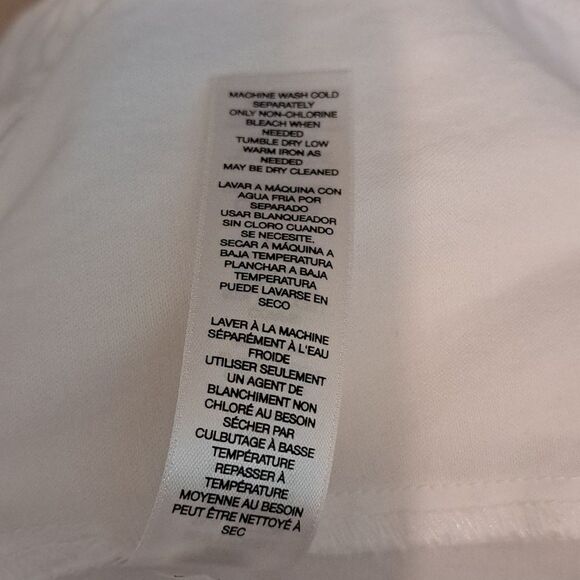 MACHINE WASH COLD
SEPARATELY
ONLY NON-CHLORINE
BLEACH WHEN
NEEDED
TUMBLE DRY LOW
WARM IRON AS
NEEDED
MAY BE DRY CLEANED
LAVAR A MÁQUINA CON
AGUA FRIA POR
SEPARADO
USAR BLANQUEADOR
SIN CLORO CUANDO
SE NECESITE.
SECAR A MÁQUINA A
BAJA TEMPERATURA
PLANCHAR A BAJA
TEMPERATURA
PUEDE LAVARSE EN
SECO
LAVER À LA MACHINE
SÉPARÉMENT À L'EAU
FROIDE
UTILISER SEULEMENT
UN AGENT DE
BLANCHIMENT NON
CHLORÉ AU BESOIN
SÉCHER PAR
CULBUTAGE À BASSE
TEMPÉRATURE
REPASSER À
TEMPÉRATURE
MOYENNE AU BESOIN
PEUT ÊTRE NETTOYÉ À
SEC